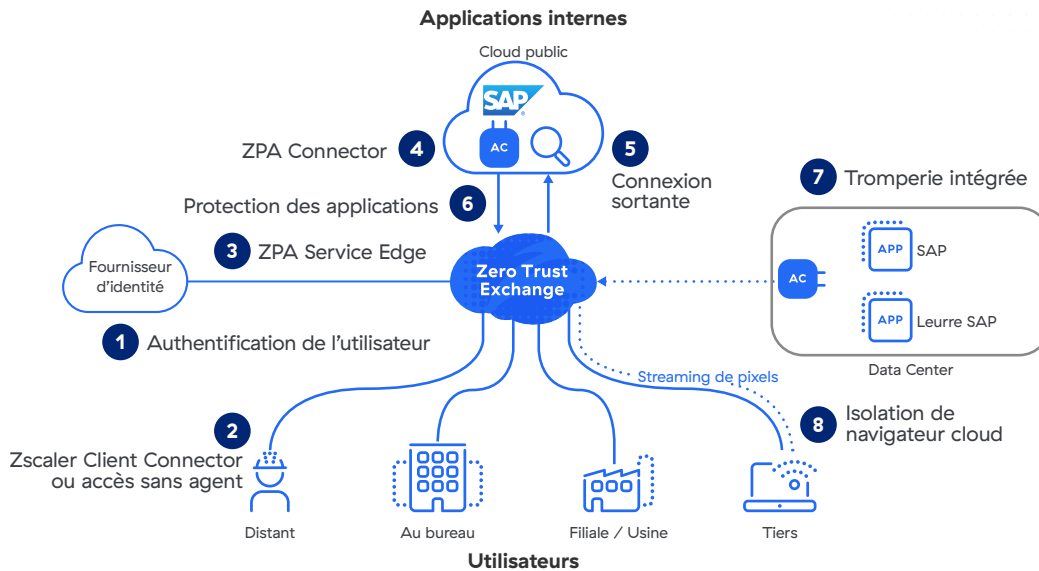 Applications internes
Cloud public
SAP
®
AC
ZPA Connector
4
5
Connexion
sortante
Protection des applications
6
7
Tromperie intégrée
3
ZPA Service Edge
Fournisseur
d'identité
Zero Trust
Exchange
AC
APP
SAP
APP
Leurre SAP
Data Center
1
Authentification de l'utilisateur
Streaming de pixels
2
Zscaler Client Connector
ou accès sans agent
8
Isolation de
navigateur cloud
Distant
Au bureau
Filiale / Usine
Tiers
Utilisateurs